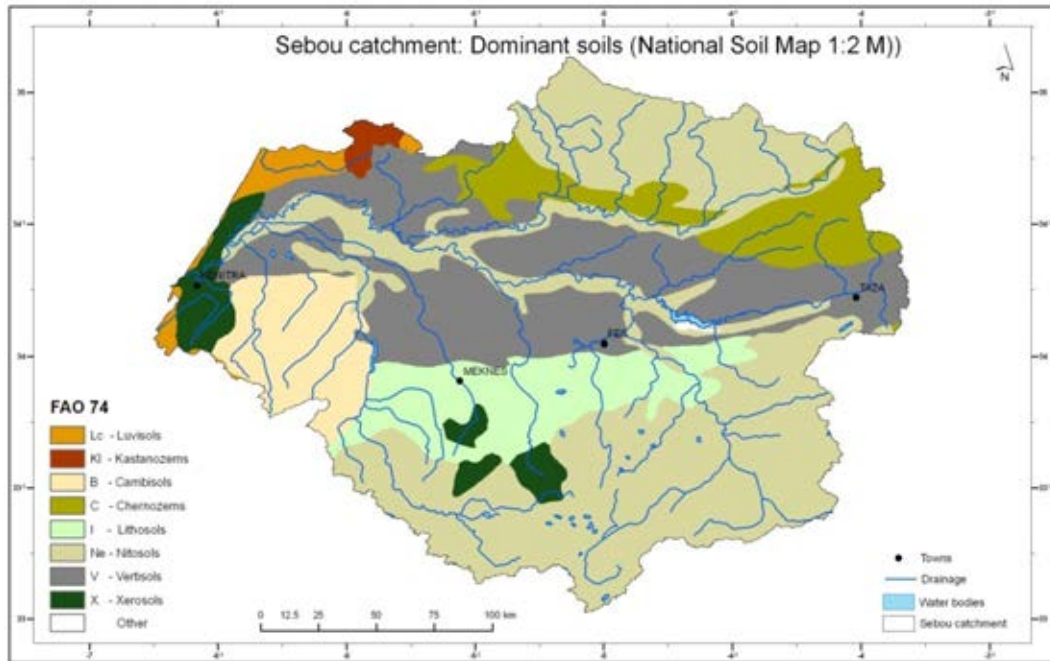 Sebou catchment: Dominant soils (National Soil Map 1:2 M))
N
TAZA
FES
MEKNES
FAO 74
Lc - Luvisols
Kl - Kastanozems
B - Cambisols
C - Chernozems
I - Lithosols
Ne - Nitosols
V - Vertisols
X - Xerosols
Other
0 12.5 25 50 75 100 km
Towns
Drainage
Water bodies
Sebou catchment